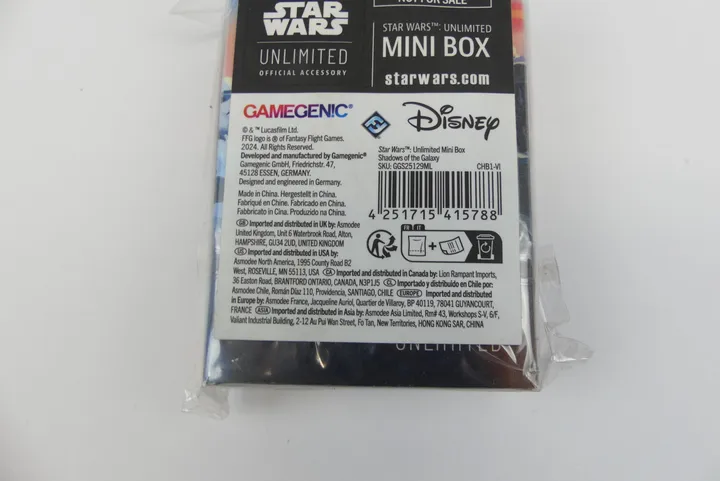 NOT FOR SALE
STAR
WARS
UNLIMITED
OFFICIAL ACCESSORY
STAR WARS™: UNLIMITED
MINI BOX
starwars.com
GAMEGENIC®
Disney
© & ™ Lucasfilm Ltd.
FFG logo is ® of Fantasy Flight Games.
2024. All Rights Reserved.
Developed and manufactured by Gamegenic®
Gamegenic GmbH, Friedrichstr. 47,
45128 ESSEN, GERMANY.
Designed and engineered in Germany.
Made in China. Hergestellt in China.
Fabriqué en Chine. Fabricado en China.
Fabbricato in Cina. Produzido na China.
Star Wars™: Unlimited Mini Box
Shadows of the Galaxy
SKU: GGS25129ML
CHB1-VI
4 251715 415788
FR IT
GB Imported and distributed in UK by: Asmodee
United Kingdom, Unit 6 Waterbrook Road, Alton,
HAMPSHIRE, GU34 2UD, UNITED KINGDOM
US Imported and distributed in USA by:
Asmodee North America, 1995 County Road B2
West, ROSEVILLE, MN 55113, USA CA Imported and distributed in Canada by: Lion Rampant Imports,
36 Easton Road, BRANTFORD ONTARIO, CANADA, N3P1J5 CL Importado y distribuido en Chile por:
Asmodee Chile, Román Díaz 110, Providencia, SANTIAGO, CHILE EUROPE Imported and distributed
in Europe by: Asmodee France, Jacqueline Auriol, Quartier de Villaroy, BP 40119, 78041 GUYANCOURT,
FRANCE ASIA Imported and distributed in Asia by: Asmodee Asia Limited, Rm# 43, Workshops S-V, 6/F,
Valiant Industrial Building, 2-12 Au Pui Wan Street, Fo Tan, New Territories, HONG KONG SAR, CHINA
UNLIMITED